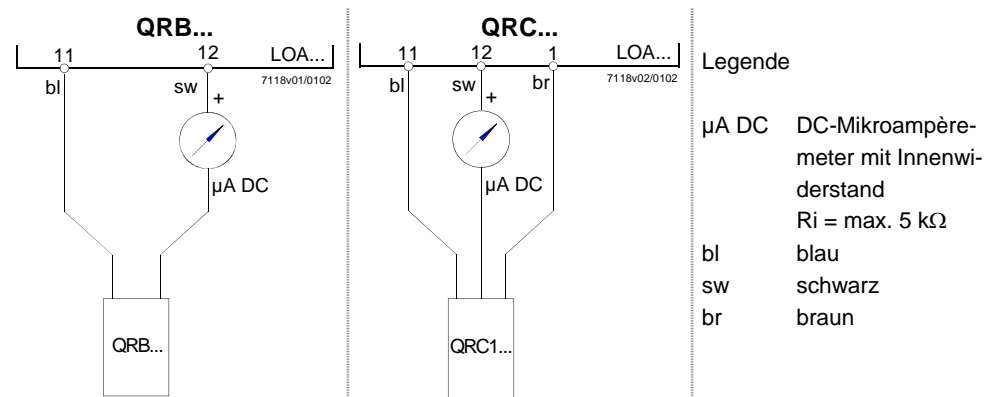 QRB...
11 12 LOA...
bl sw 7118v01/0102
+
µA DC
QRB...
QRC...
11 12 1 LOA...
bl sw br 7118v02/0102
+
µA DC
QRC1...
Legende
µA DC DC-Mikroampère-
meter mit Innenwi-
derstand
Ri = max. 5 kΩ
bl blau
sw schwarz
br braun